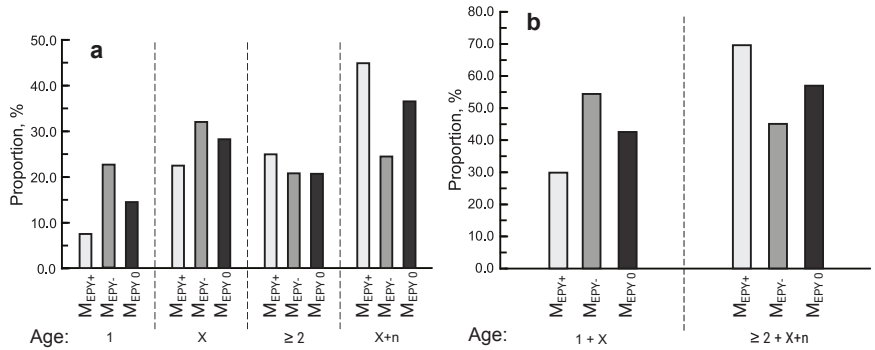 a
Proportion, %
50.0
40.0
30.0
20.0
10.0
0.0
MEPY+ MEPY- MEPY 0 MEPY+ MEPY- MEPY 0 MEPY+ MEPY- MEPY 0 MEPY+ MEPY- MEPY 0
Age: 1 X ≥ 2 X+n
b
Proportion, %
80.0
70.0
60.0
50.0
40.0
30.0
20.0
10.0
0.0
MEPY+ MEPY- MEPY 0 MEPY+ MEPY- MEPY 0
Age: 1 + X ≥ 2 + X+n